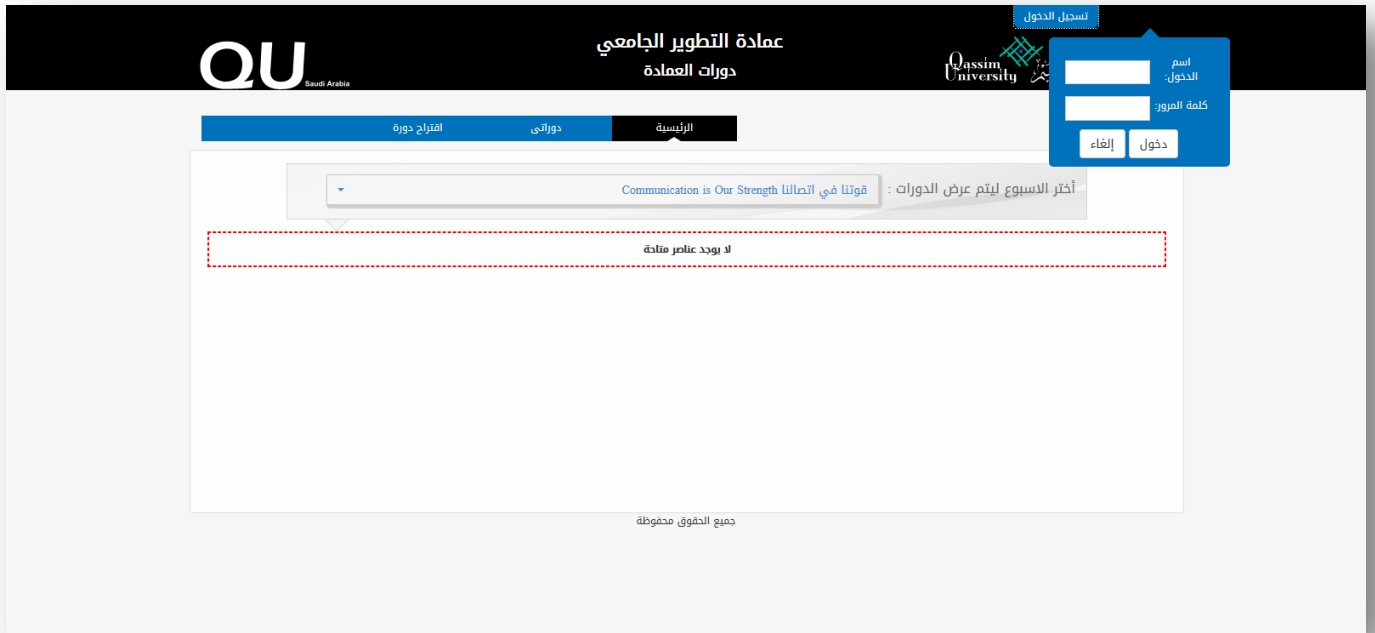 تسجيل الدخول
عمادة التطوير الجامعي
دورات العمادة
QU
Saudi Arabia
Qassim
University
اسم
الدخول:
كلمة المرور:
دخول
إلغاء
الرئيسية
دوراتى
اقتراح دورة
أختر الاسبوع ليتم عرض الدورات :
قوتنا في اتصالنا Communication is Our Strength
لا يوجد عناصر متاحة
جميع الحقوق محفوظة